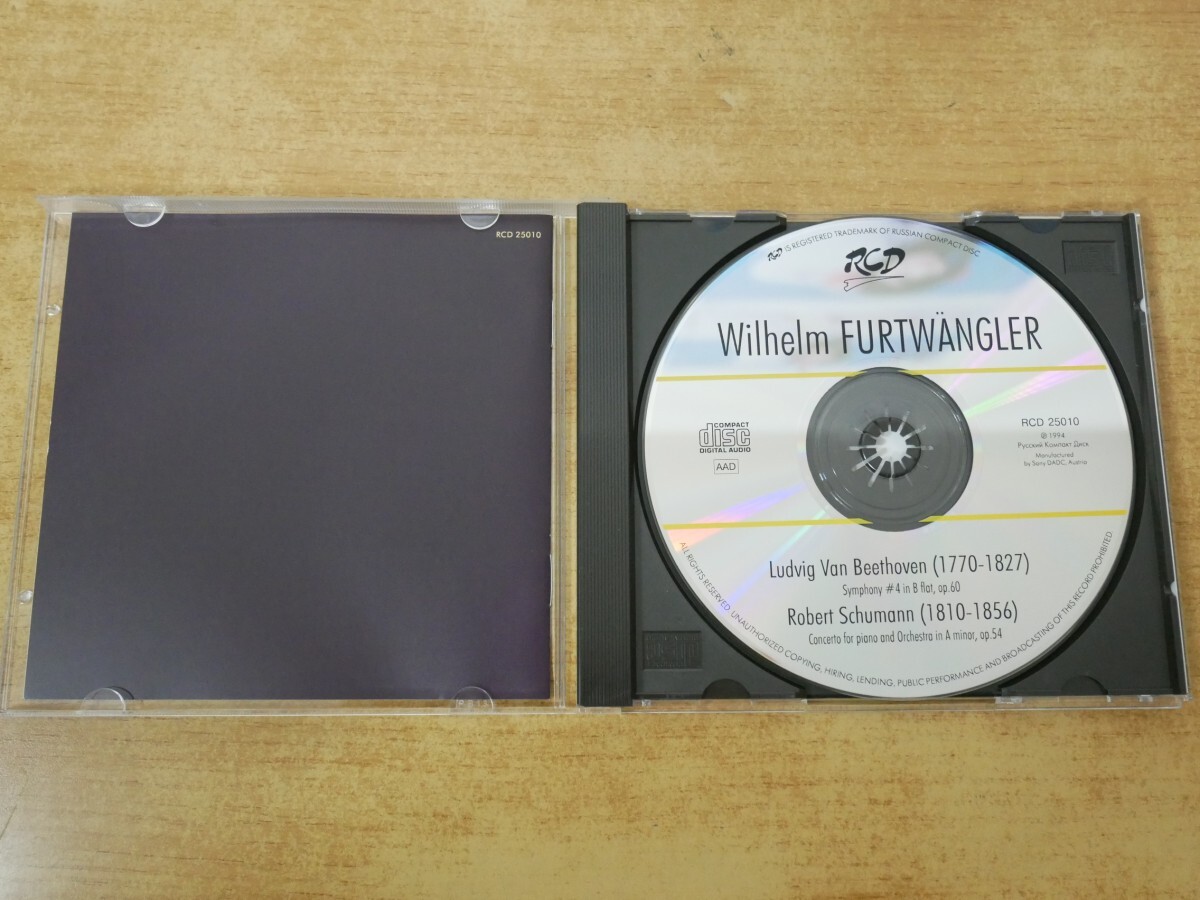 RCD 25010
RCD IS REGISTERED TRADEMARK OF RUSSIAN COMPACT DISC
RCD
Wilhelm FURTWÄNGLER
COMPACT
disc
DIGITAL AUDIO
AAD
RCD 25010
℗ 1994
Русский Компакт Диск
Manufactured
by Sony DADC, Austria
Ludvig Van Beethoven (1770-1827)
Symphony #4 in B flat, op.60
Robert Schumann (1810-1856)
Concerto for piano and Orchestra in A minor, op.54
ALL RIGHTS RESERVED. UNAUTHORIZED COPYING, HIRING, LENDING, PUBLIC PERFORMANCE AND BROADCASTING OF THIS RECORD PROHIBITED.